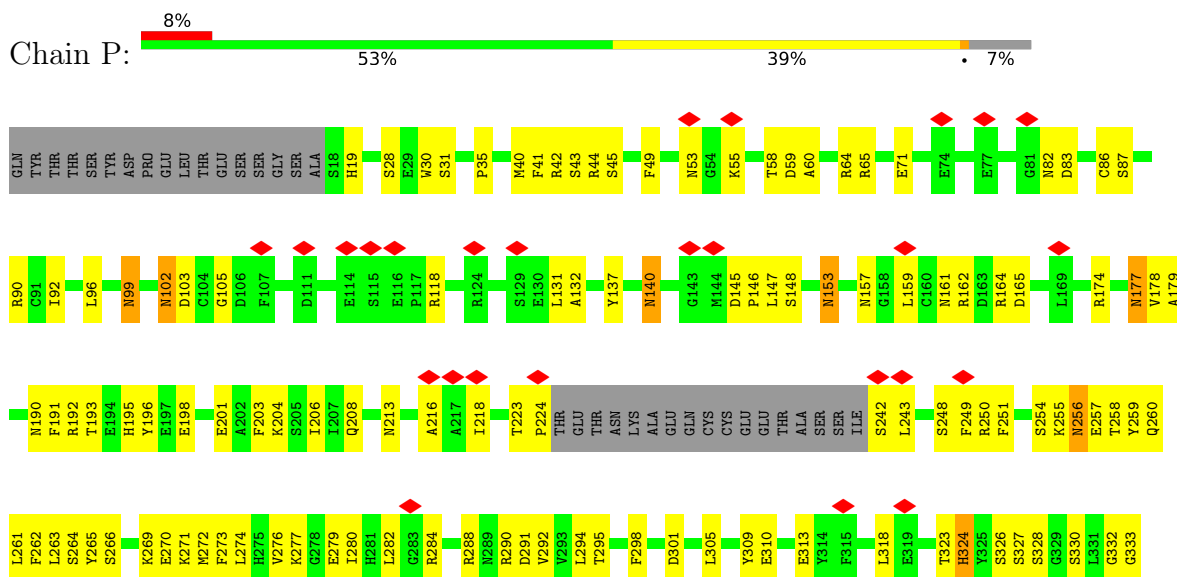 8%
Chain P:
53% 39% • 7%
GLN TYR THR THR SER TYR ASP PRO GLU LEU THR GLU SER SER GLY SER ALA S18 H19 S28 E29 W30 S31 P35 M40 F41 R42 S43 R44 S45 F49 N53 G54 K55 T58 D59 A60 R64 R65 E71 E74 E77 G81 N82 D83 C86 S87
R90 C91 I92 L96 N99 N102 D103 C104 G105 D106 F107 D111 E114 S115 E116 P117 R118 R124 S129 E130 L131 A132 Y137 N140 G143 M144 D145 P146 L147 S148 N153 N157 G158 L159 C160 N161 R162 D163 R164 D165 L169 R174 N177 V178 A179
N190 F191 R192 T193 E194 H195 Y196 E197 E198 E201 A202 F203 K204 S205 I206 I207 Q208 N213 A216 A217 I218 T223 P224 THR GLU THR ASN LYS ALA GLU GLN CYS CYS GLU GLU THR ALA SER SER ILE S242 L243 S248 F249 R250 F251 S254 K255 N256 E257 T258 Y259 Q260
L261 F262 L263 S264 Y265 S266 K269 E270 K271 M272 F273 L274 H275 V276 K277 G278 E279 I280 H281 L282 G283 R284 R288 N289 R290 D291 V292 V293 L294 T295 F298 D301 L305 Y309 E310 E313 Y314 F315 L318 E319 T323 H324 Y325 S326 S327 S328 G329 S330 L331 G332 G333